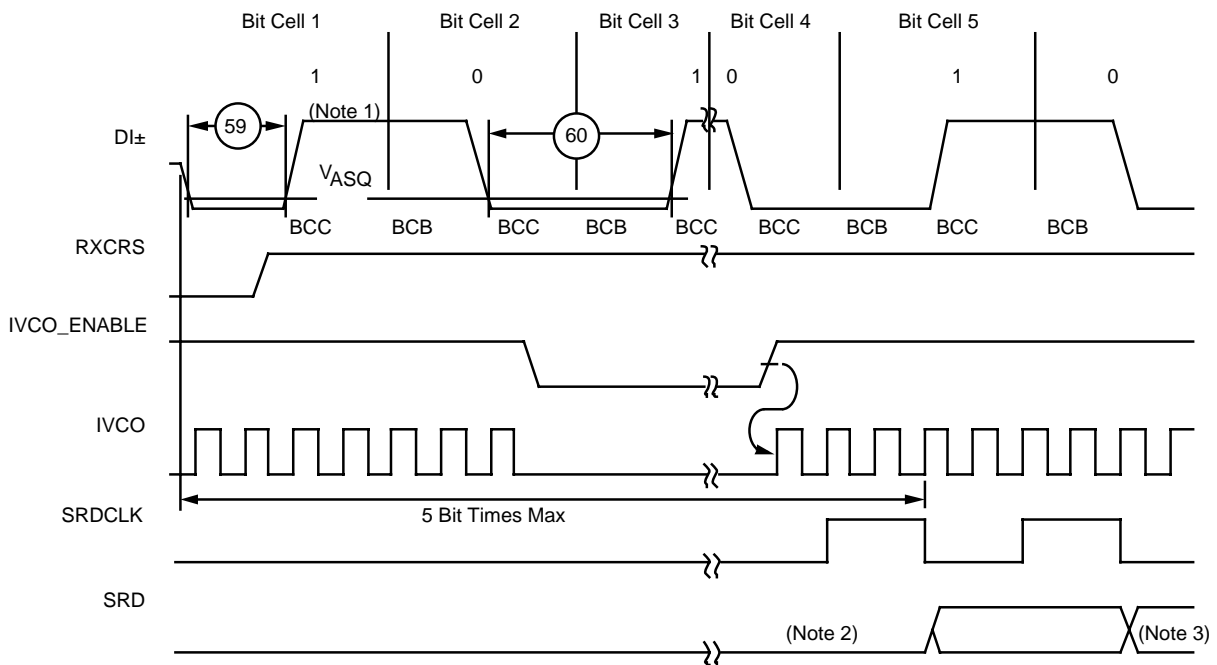 Bit Cell 1 Bit Cell 2 Bit Cell 3 Bit Cell 4 Bit Cell 5
1 0 1 0 1 0
(Note 1)
59 60
DI±
VASQ
BCC BCB BCC BCB BCC BCC BCB BCC BCB
RXCRS
IVCO_ENABLE
IVCO
5 Bit Times Max
SRDCLK
SRD
(Note 2) (Note 3)